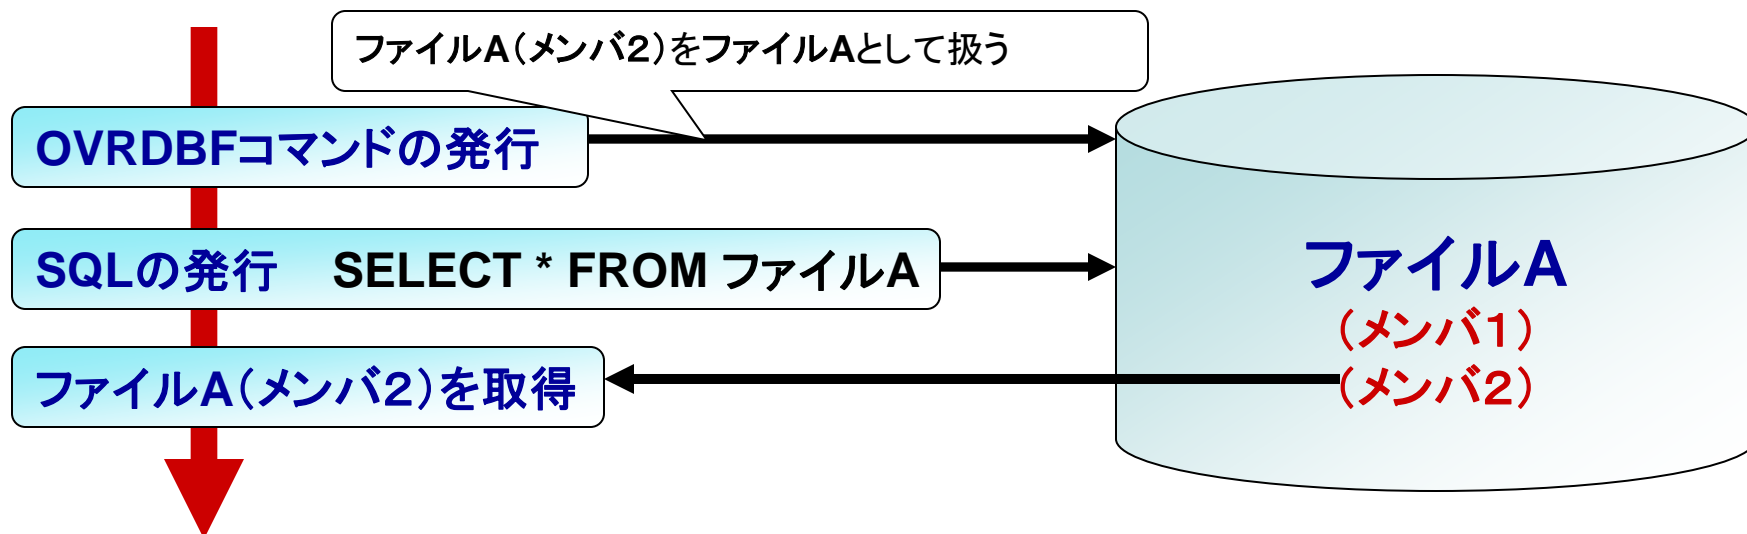 ファイルA（メンバ２）をファイルAとして扱う
OVRDBFコマンドの発行
SQLの発行　SELECT * FROM ファイルA
ファイルA（メンバ２）を取得
ファイルA
（メンバ１）
（メンバ２）